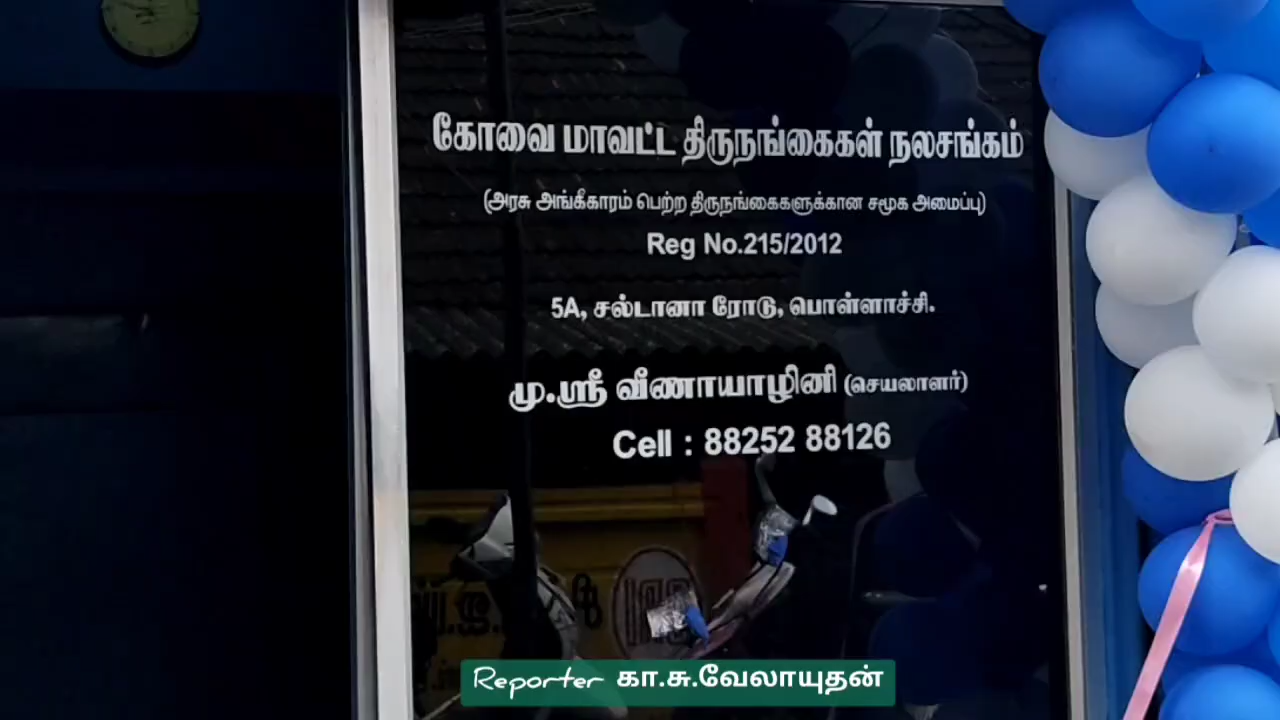 கோவை மாவட்ட திருநங்கைகள் நலசங்கம்
(அரசு அங்கீகாரம் பெற்ற திருநங்கைகளுக்கான சமூக அமைப்பு)
Reg No.215/2012
5A, சல்டானா ரோடு, பொள்ளாச்சி.
மு.ஸ்ரீ வீணாயாழினி (செயலாளர்)
Cell : 88252 88126
Reporter கா.சு.வேலாயுதன்